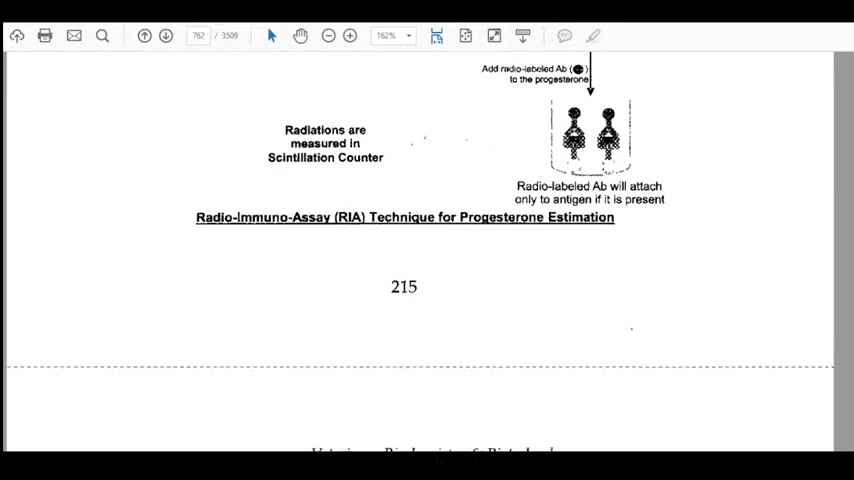 762 / 3509
162%
Add radio-labeled Ab ( )
to the progesterone
Radiations are
measured in
Scintillation Counter
Radio-labeled Ab will attach
only to antigen if it is present
Radio-Immuno-Assay (RIA) Technique for Progesterone Estimation
215